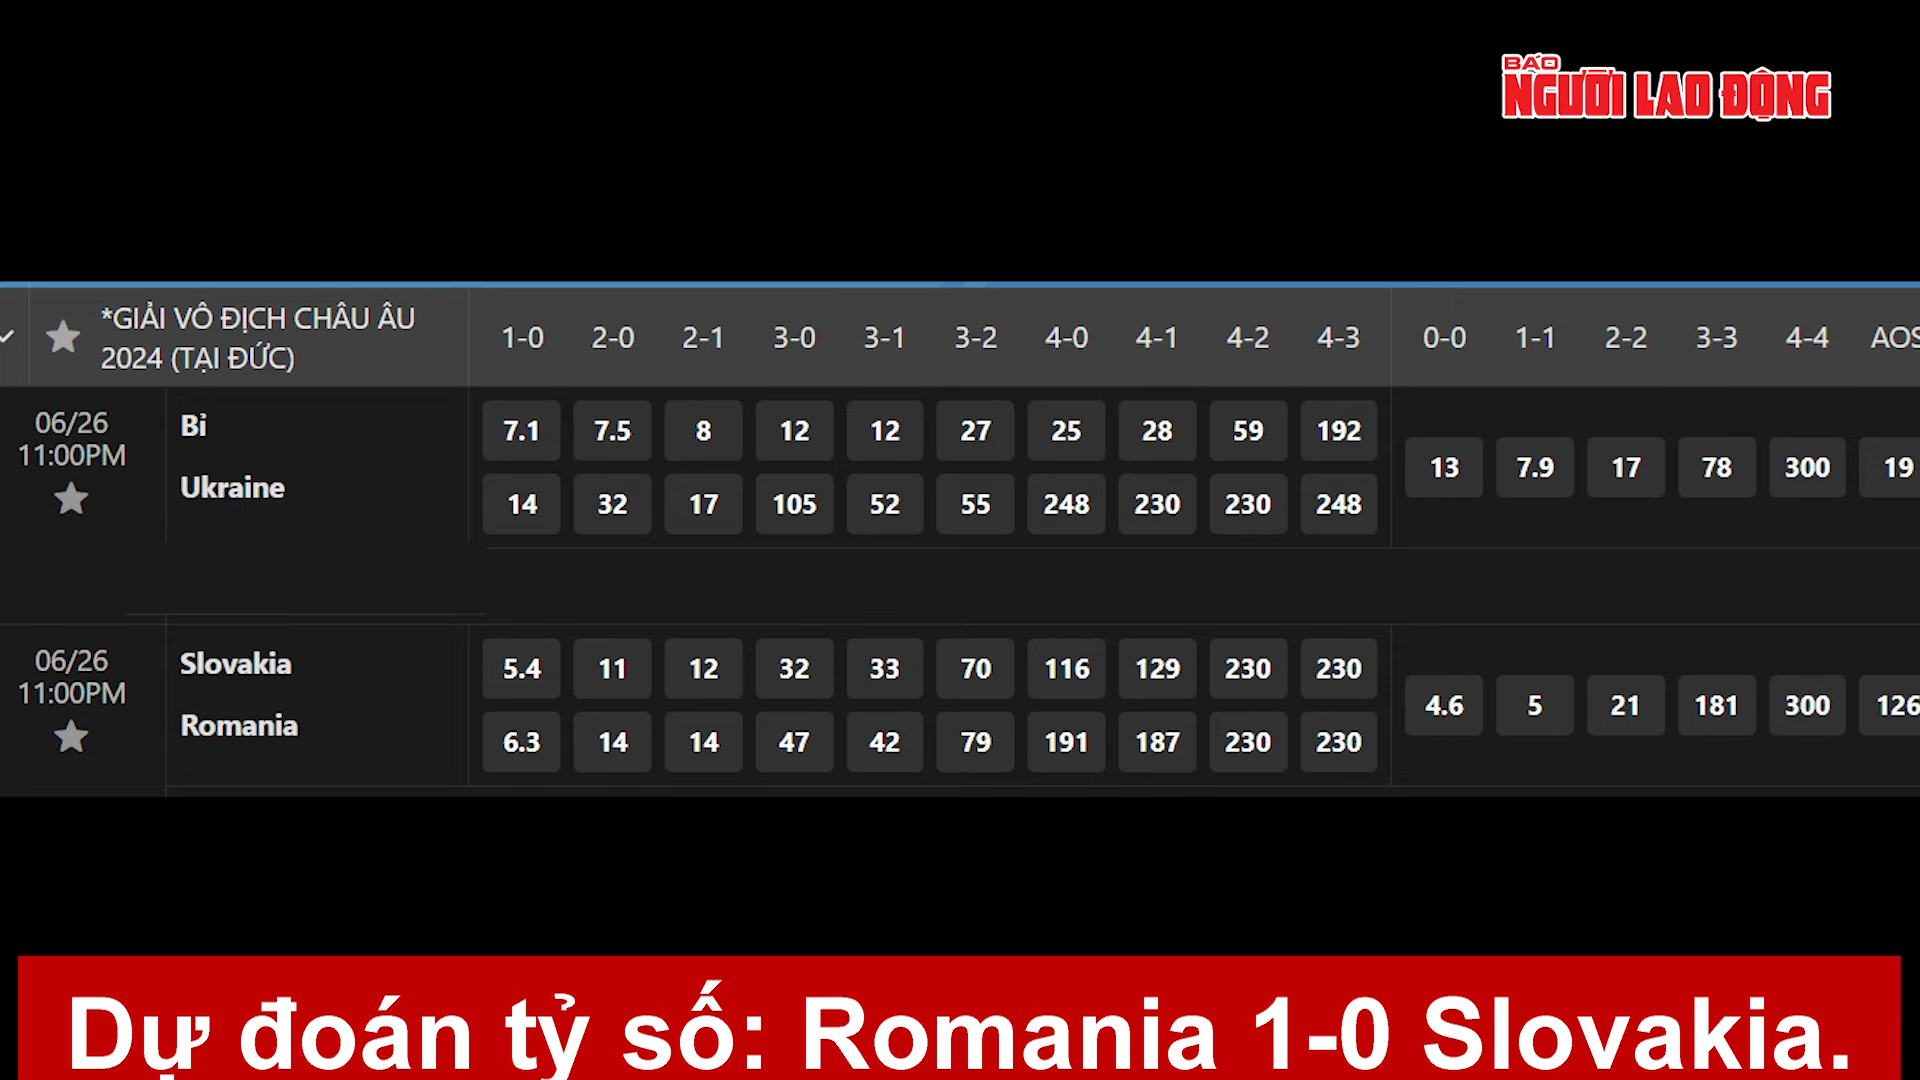 BÁO
NGƯỜI LAO ĐỘNG
*GIẢI VÔ ĐỊCH CHÂU ÂU
2024 (TẠI ĐỨC)
1-0 2-0 2-1 3-0 3-1 3-2 4-0 4-1 4-2 4-3 0-0 1-1 2-2 3-3 4-4 AOS
06/26
11:00PM
Bỉ
Ukraine
7.1 7.5 8 12 12 27 25 28 59 192
14 32 17 105 52 55 248 230 230 248
13 7.9 17 78 300 19
06/26
11:00PM
Slovakia
Romania
5.4 11 12 32 33 70 116 129 230 230
6.3 14 14 47 42 79 191 187 230 230
4.6 5 21 181 300 126
Dự đoán tỷ số: Romania 1-0 Slovakia.